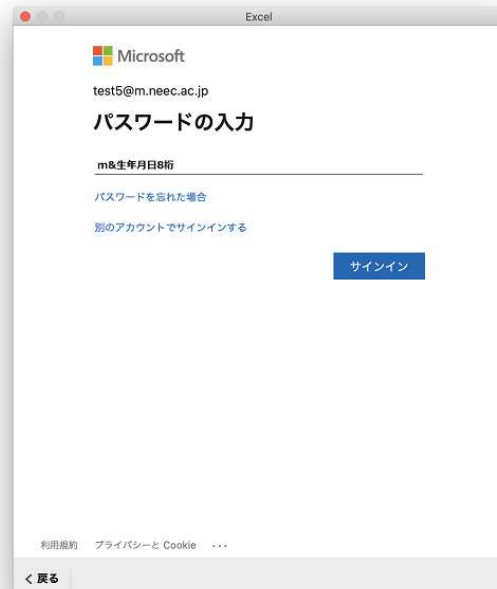 Excel
Microsoft
test5@m.neec.ac.jp
パスワードの入力
m&生年月日8桁
パスワードを忘れた場合
別のアカウントでサインインする
サインイン
利用規約 プライバシーと Cookie ･･･
< 戻る